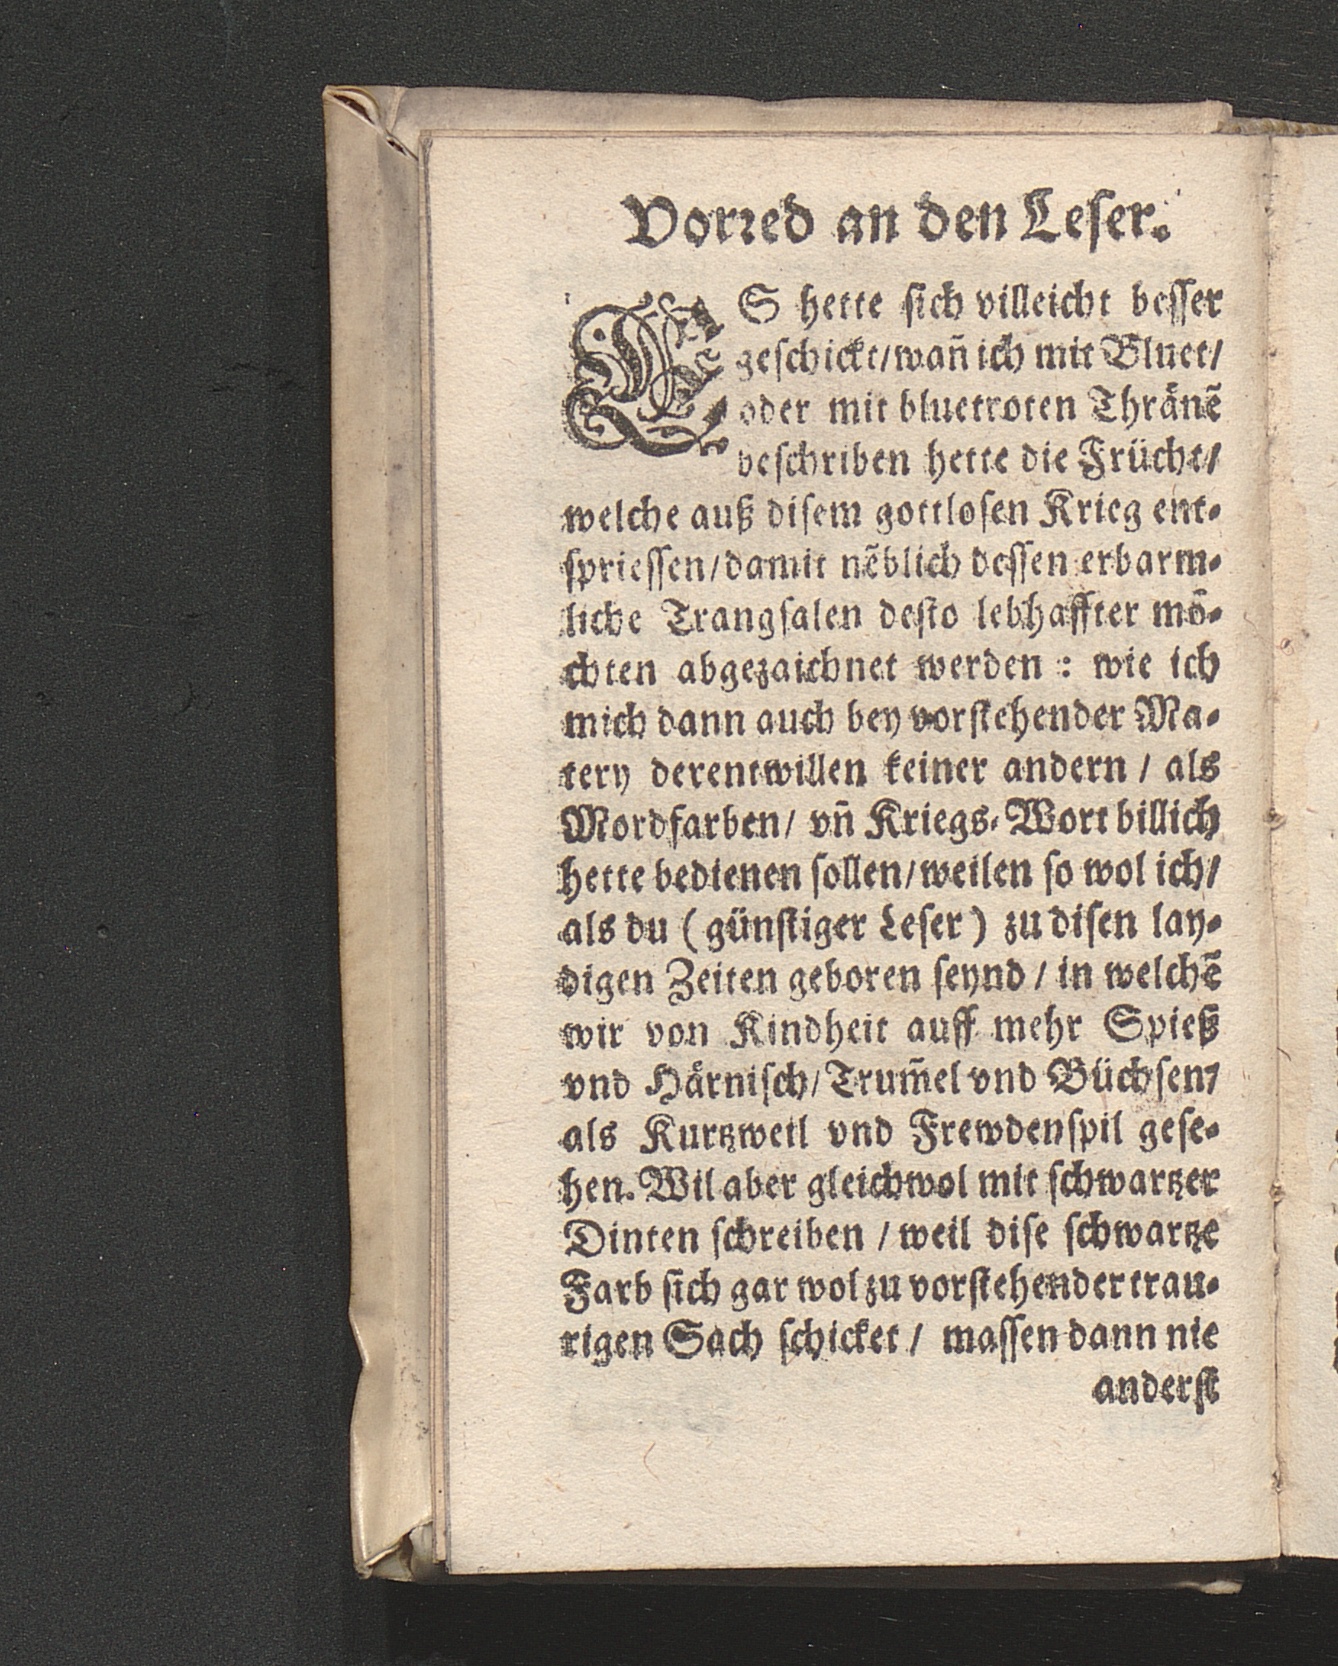 Vorred an den Leser.
ES hette sich villeicht besser
geschickt/wañ ich mit Bluet/
oder mit bluetroten Thränẽ
beschriben hette die Frücht/
welche auß disem gottlosen Krieg ent-
spriessen/damit nẽblich dessen erbarm-
liche Trangsalen desto lebhaffter mö-
chten abgezaichnet werden : wie ich
mich dann auch bey vorstehender Ma-
tery derentwillen keiner andern / als
Mordfarben/ vñ Kriegs-Wort billich
hette bedienen sollen/weilen so wol ich/
als du ( günstiger Leser ) zu disen lay-
digen Zeiten geboren seynd / in welchẽ
wir von Kindheit auff mehr Spieß
vnd Härnisch/Trum̃el vnd Büchsen/
als Kurtzweil vnd Frewdenspil gese-
hen. Wil aber gleichwol mit schwartzer
Dinten schreiben / weil dise schwartze
Farb sich gar wol zu vorstehender trau-
rigen Sach schicket / massen dann nie
anderst